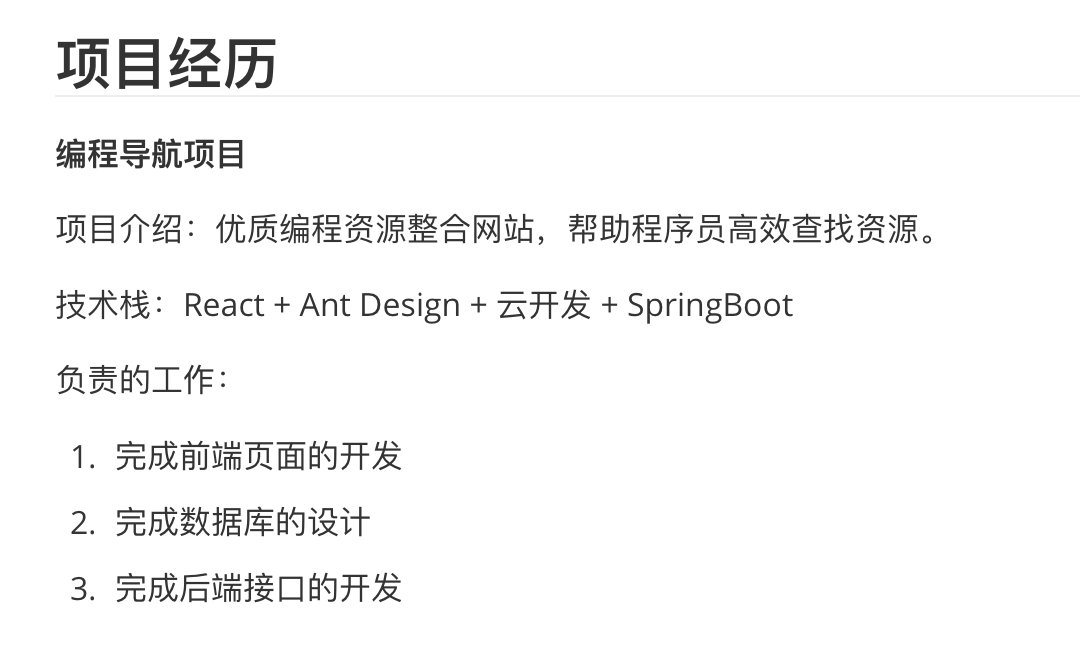 项目经历
编程导航项目
项目介绍：优质编程资源整合网站，帮助程序员高效查找资源。
技术栈：React + Ant Design + 云开发 + SpringBoot
负责的工作：
1. 完成前端页面的开发
2. 完成数据库的设计
3. 完成后端接口的开发